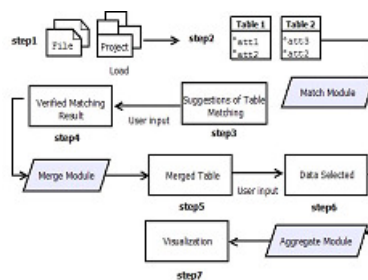 step1
File
Project
Load
step2
Table 1
*att1
*att2
Table 2
*att3
*att2
Match Module
Suggestions of Table
Matching
step3
User input
Verified Matching
Result
step4
Merge Module
Merged Table
step5
User input
Data Selected
step6
Aggregate Module
Visualization
step7